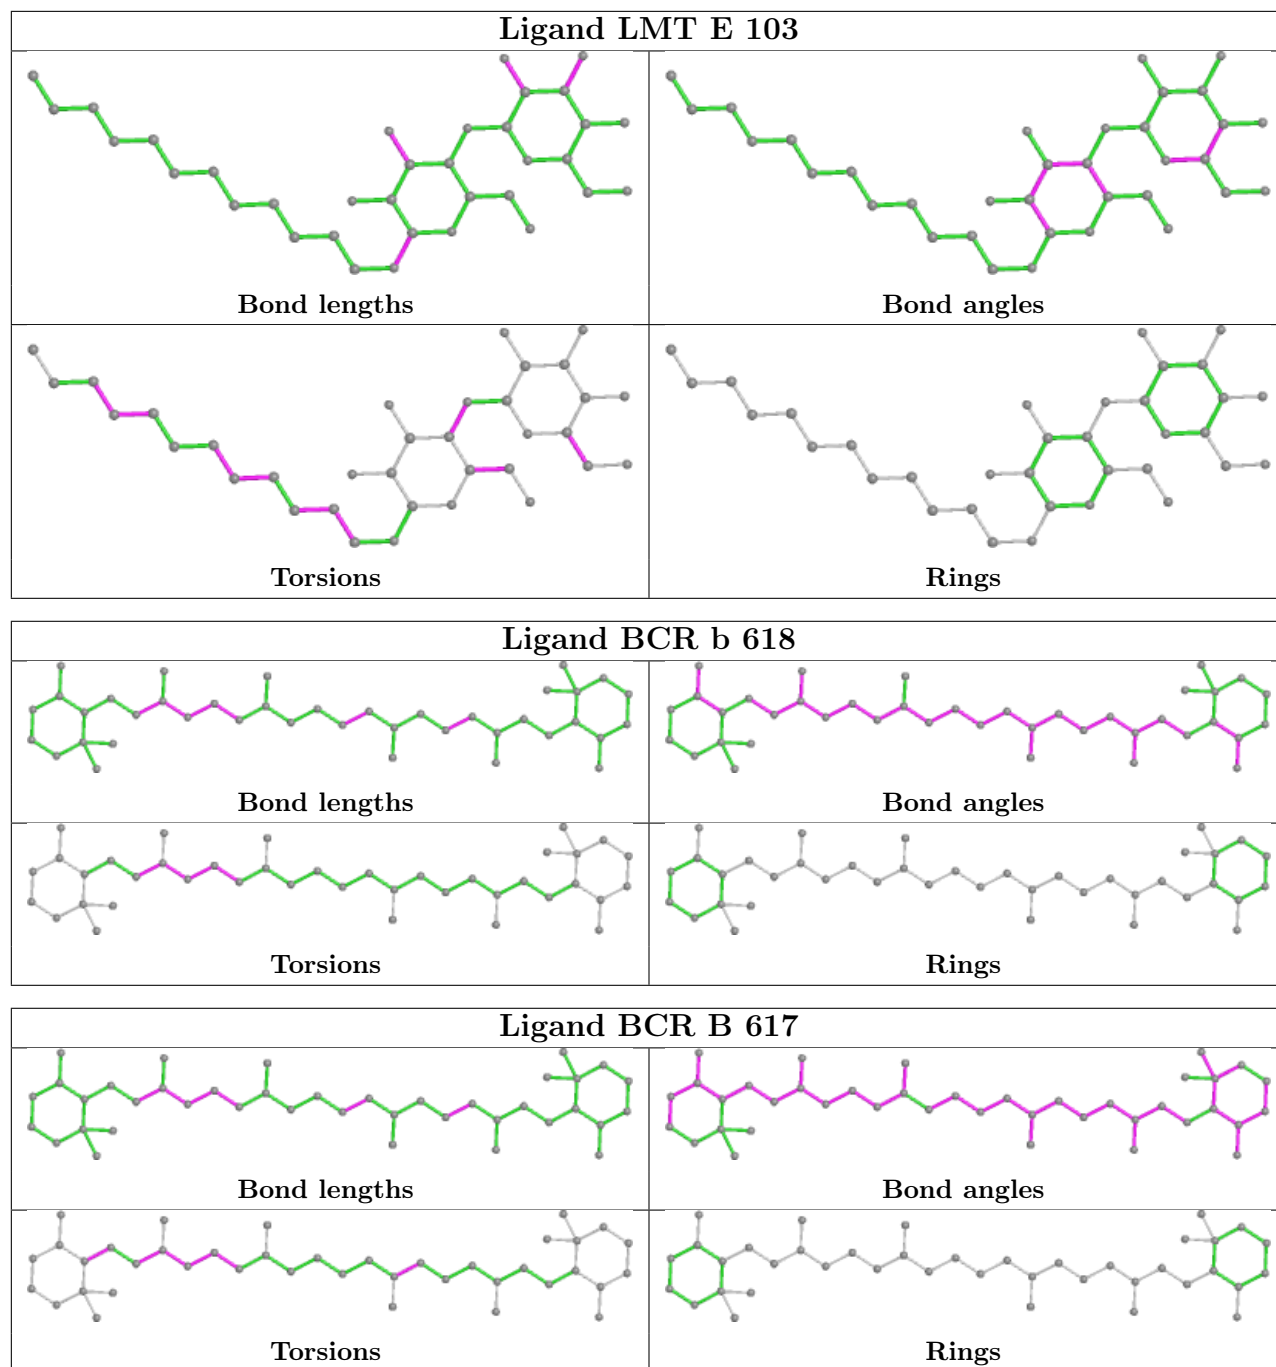 Ligand LMT E 103
Bond lengths
Bond angles
Torsions
Rings
Ligand BCR b 618
Bond lengths
Bond angles
Torsions
Rings
Ligand BCR B 617
Bond lengths
Bond angles
Torsions
Rings